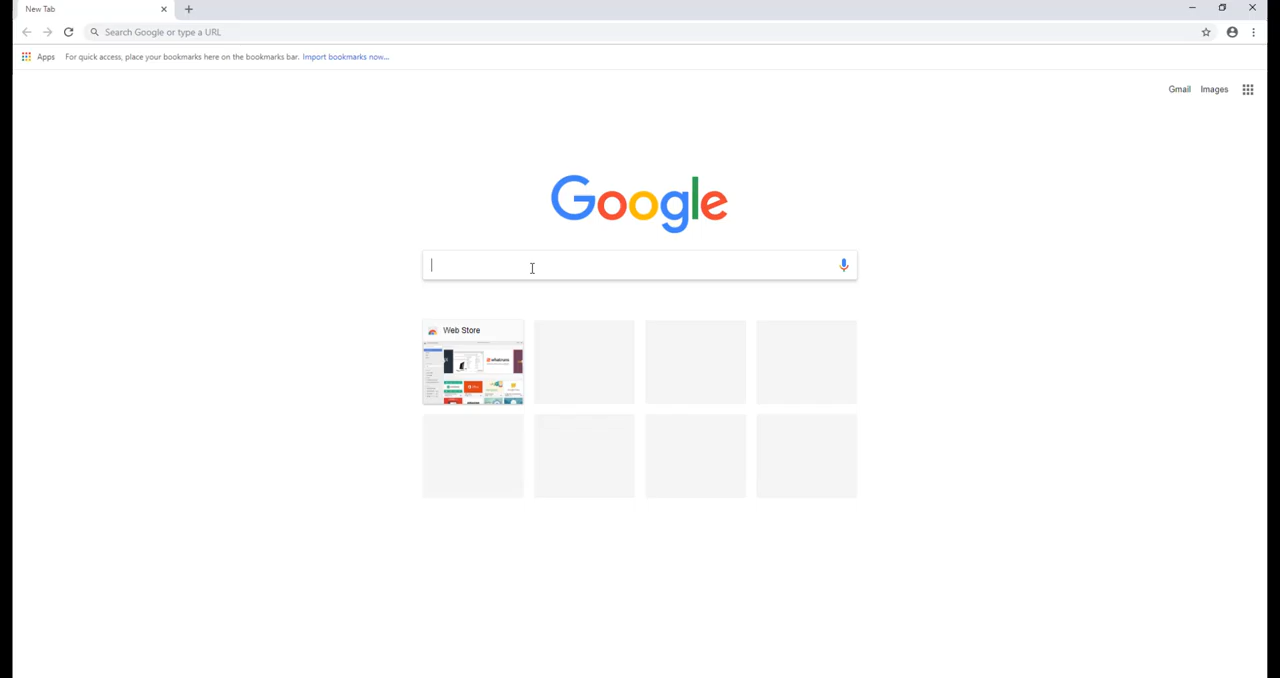 New Tab
Search Google or type a URL
Apps For quick access, place your bookmarks here on the bookmarks bar. Import bookmarks now...
Gmail Images
Google
Web Store